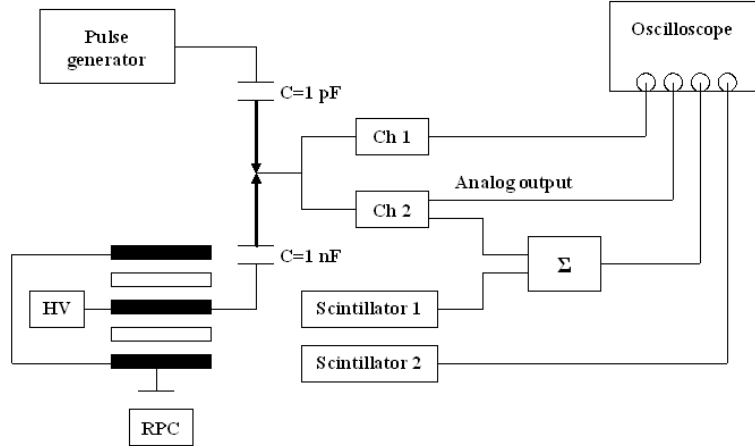 Pulse
generator
Oscilloscope
C=1 pF
Ch 1
Analog output
Ch 2
C=1 nF
Σ
HV
Scintillator 1
Scintillator 2
RPC